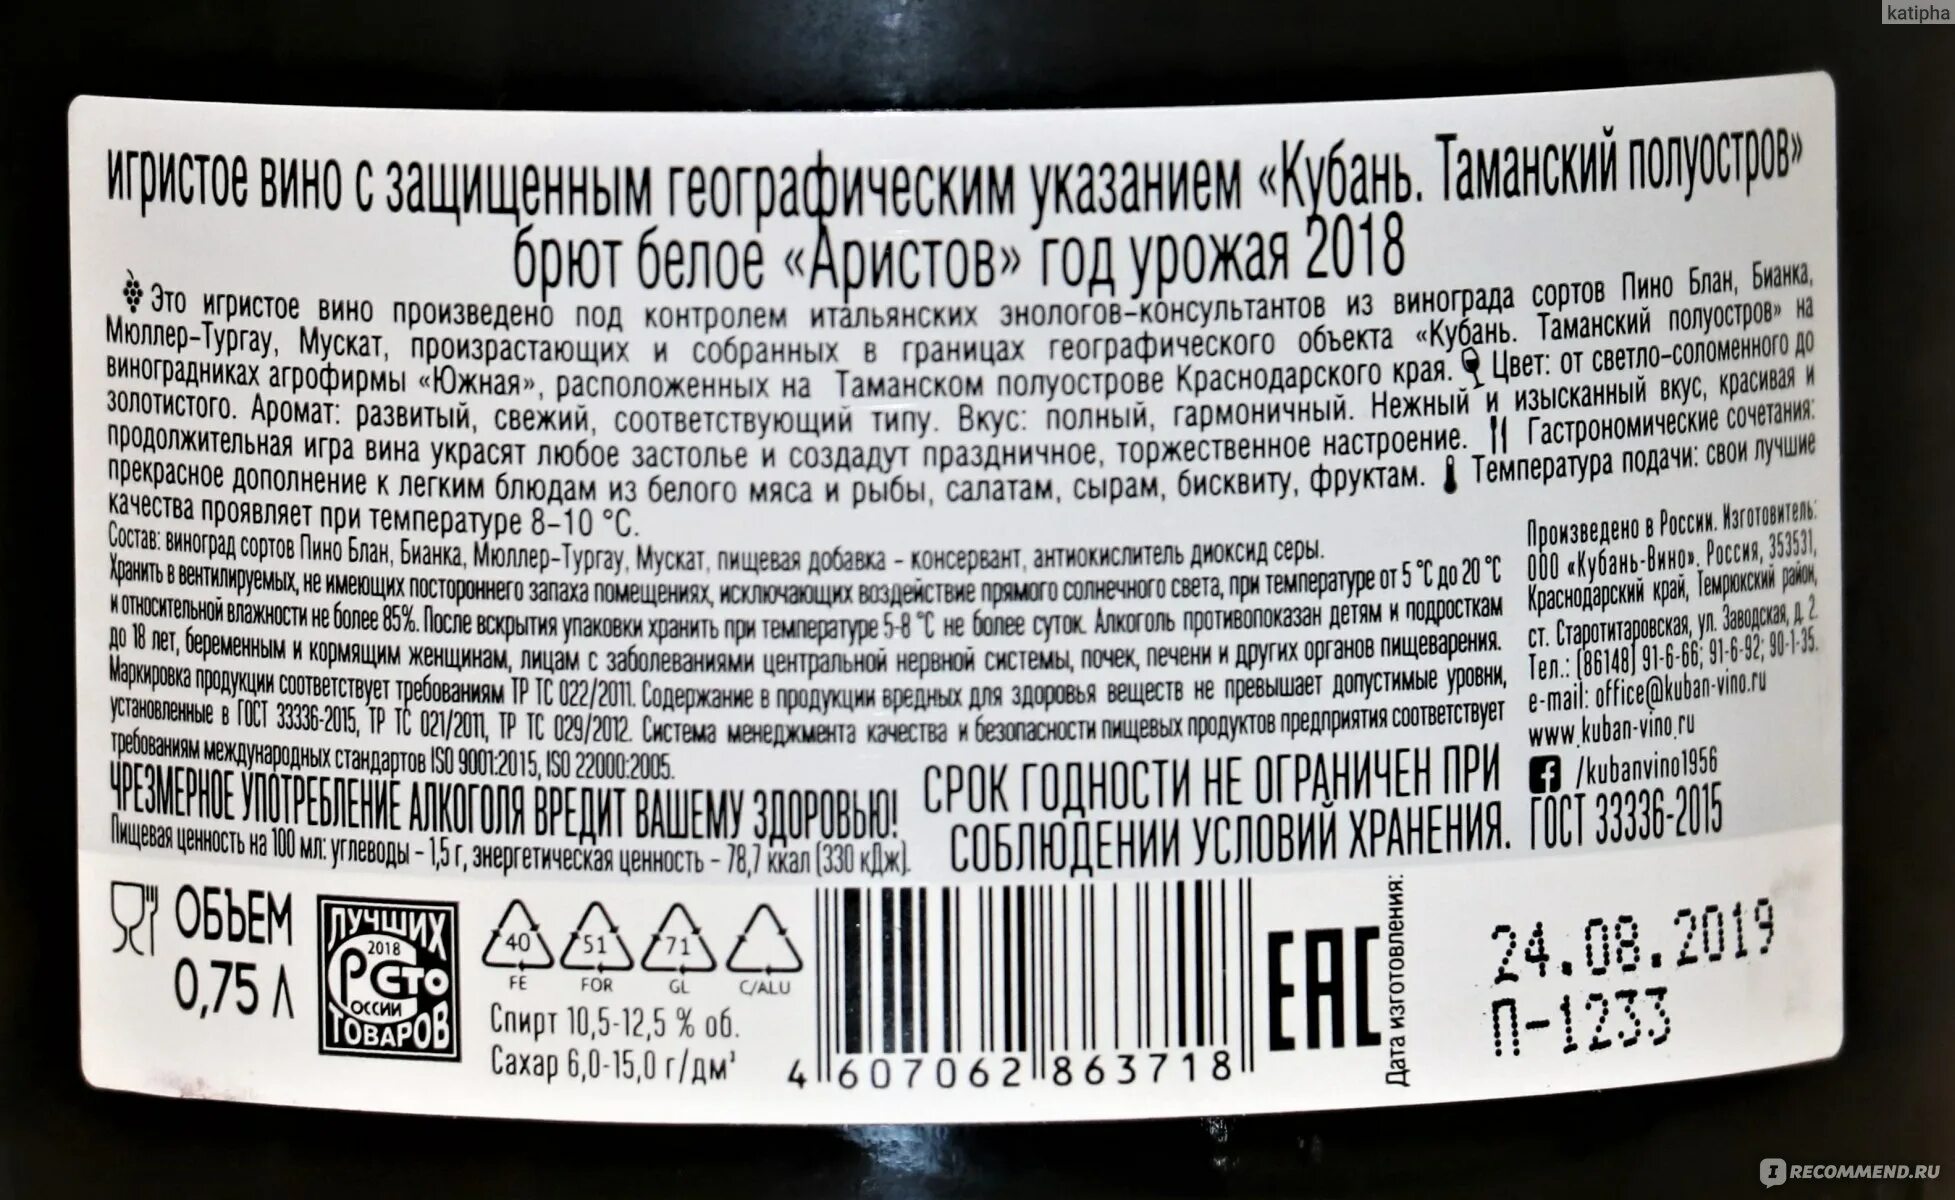 katipha
игристое вино с защищенным географическим указанием «Кубань. Таманский полуостров»
брют белое «Аристов» год урожая 2018
Это игристое вино произведено под контролем итальянских энологов-консультантов из винограда сортов Пино Блан, Бианка,
Мюллер-Тургау, Мускат, произрастающих и собранных в границах географического объекта «Кубань. Таманский полуостров» на
виноградниках агрофирмы «Южная», расположенных на Таманском полуострове Краснодарского края. Цвет: от светло-соломенного до
золотистого. Аромат: развитый, свежий, соответствующий типу. Вкус: полный, гармоничный. Нежный и изысканный вкус, красивая и
продолжительная игра вина украсят любое застолье и создадут праздничное, торжественное настроение. Гастрономические сочетания:
прекрасное дополнение к легким блюдам из белого мяса и рыбы, салатам, сырам, бисквиту, фруктам. Температура подачи: свои лучшие
качества проявляет при температуре 8-10 °C.
Состав: виноград сортов Пино Блан, Бианка, Мюллер-Тургау, Мускат, пищевая добавка - консервант, антиокислитель диоксид серы.
Хранить в вентилируемых, не имеющих постороннего запаха помещениях, исключающих воздействие прямого солнечного света, при температуре от 5 °C до 20 °C
и относительной влажности не более 85%. После вскрытия упаковки хранить при температуре 5-8 °C не более суток. Алкоголь противопоказан детям и подросткам
до 18 лет, беременным и кормящим женщинам, лицам с заболеваниями центральной нервной системы, почек, печени и других органов пищеварения.
Маркировка продукции соответствует требованиям ТР ТС 022/2011. Содержание в продукции вредных для здоровья веществ не превышает допустимые уровни,
установленные в ГОСТ 33336-2015, ТР ТС 021/2011, ТР ТС 029/2012. Система менеджмента качества и безопасности пищевых продуктов предприятия соответствует
требованиям международных стандартов ISO 9001:2015, ISO 22000:2005.
ЧРЕЗМЕРНОЕ УПОТРЕБЛЕНИЕ АЛКОГОЛЯ ВРЕДИТ ВАШЕМУ ЗДОРОВЬЮ!
Пищевая ценность на 100 мл: углеводы - 1,5 г, энергетическая ценность - 78,7 ккал (330 кДж).
СРОК ГОДНОСТИ НЕ ОГРАНИЧЕН ПРИ
СОБЛЮДЕНИИ УСЛОВИЙ ХРАНЕНИЯ.
Произведено в России. Изготовитель:
ООО «Кубань-Вино». Россия, 353531,
Краснодарский край, Темрюкский район,
ст. Старотитаровская, ул. Заводская, д. 2.
Тел.: (86148) 91-6-66; 91-6-92; 90-1-35.
e-mail: office@kuban-vino.ru
www.kuban-vino.ru
/kubanvino1956
ГОСТ 33336-2015
ОБЪЕМ
0,75 л
ЛУЧШИХ
2018
СТО
РОССИИ
ТОВАРОВ
40 51 71
FE FOR GL C/ALU
Спирт 10,5-12,5 % об.
Сахар 6,0-15,0 г/дм³
4 607062 863718
EAC
Дата изготовления:
24.08.2019
П-1233
IRECOMMEND.RU